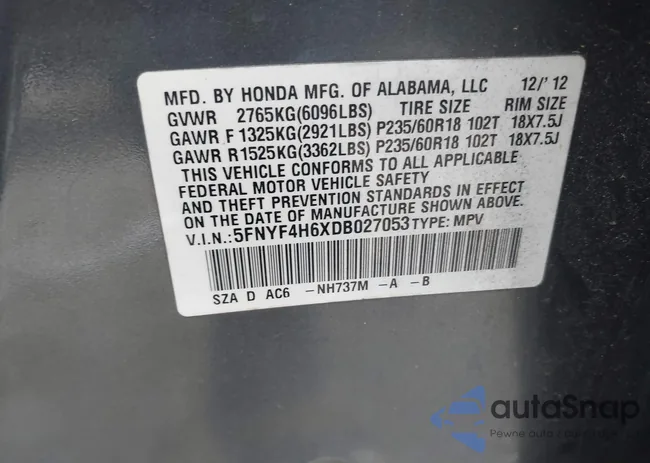 MFD. BY HONDA MFG. OF ALABAMA, LLC 12/'12
GVWR 2765KG(6096LBS) TIRE SIZE RIM SIZE
GAWR F 1325KG(2921LBS) P235/60R18 102T 18X7.5J
GAWR R1525KG(3362LBS) P235/60R18 102T 18X7.5J
THIS VEHICLE CONFORMS TO ALL APPLICABLE
FEDERAL MOTOR VEHICLE SAFETY
AND THEFT PREVENTION STANDARDS IN EFFECT
ON THE DATE OF MANUFACTURE SHOWN ABOVE.
V.I.N.:5FNYF4H6XDB027053 TYPE: MPV
SZA D AC6 -NH737M -A -B
autaSnap
Pewne auta z